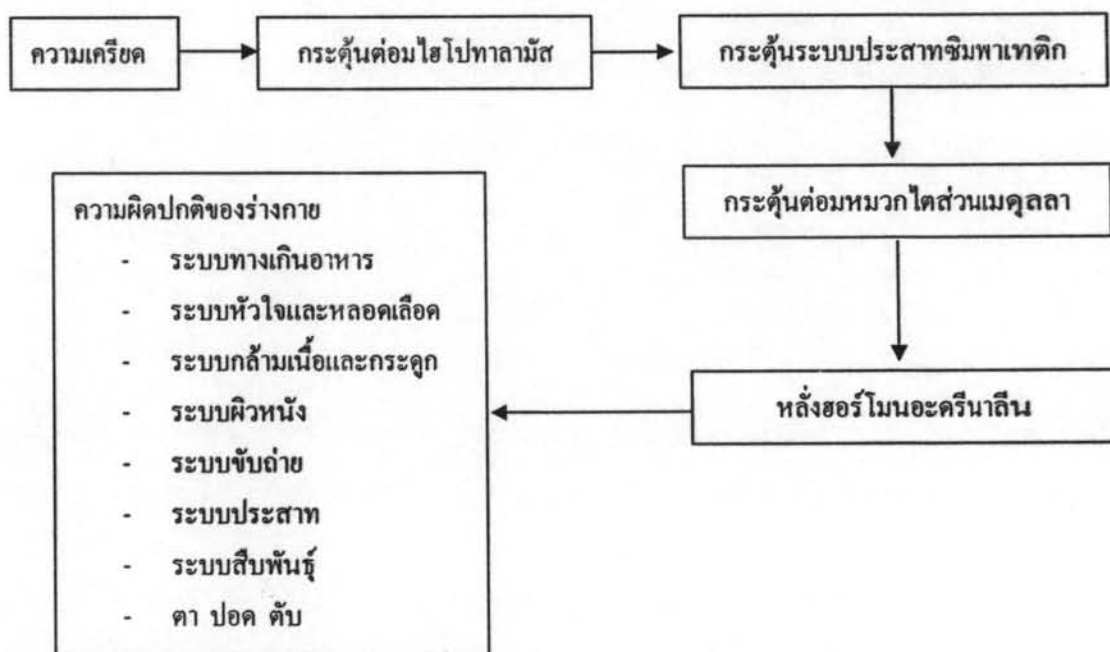 ความเครียด
กระตุ้นต่อมไฮโปทาลามัส
กระตุ้นระบบประสาทซิมพาเทติก
กระตุ้นต่อมหมวกไตส่วนเมดุลลา
หลั่งฮอร์โมนอะดรีนาลีน
ความผิดปกติของร่างกาย
- ระบบทางเกินอาหาร
- ระบบหัวใจและหลอดเลือด
- ระบบกล้ามเนื้อและกระดูก
- ระบบผิวหนัง
- ระบบขับถ่าย
- ระบบประสาท
- ระบบสืบพันธุ์
- ตา ปอด ตับ